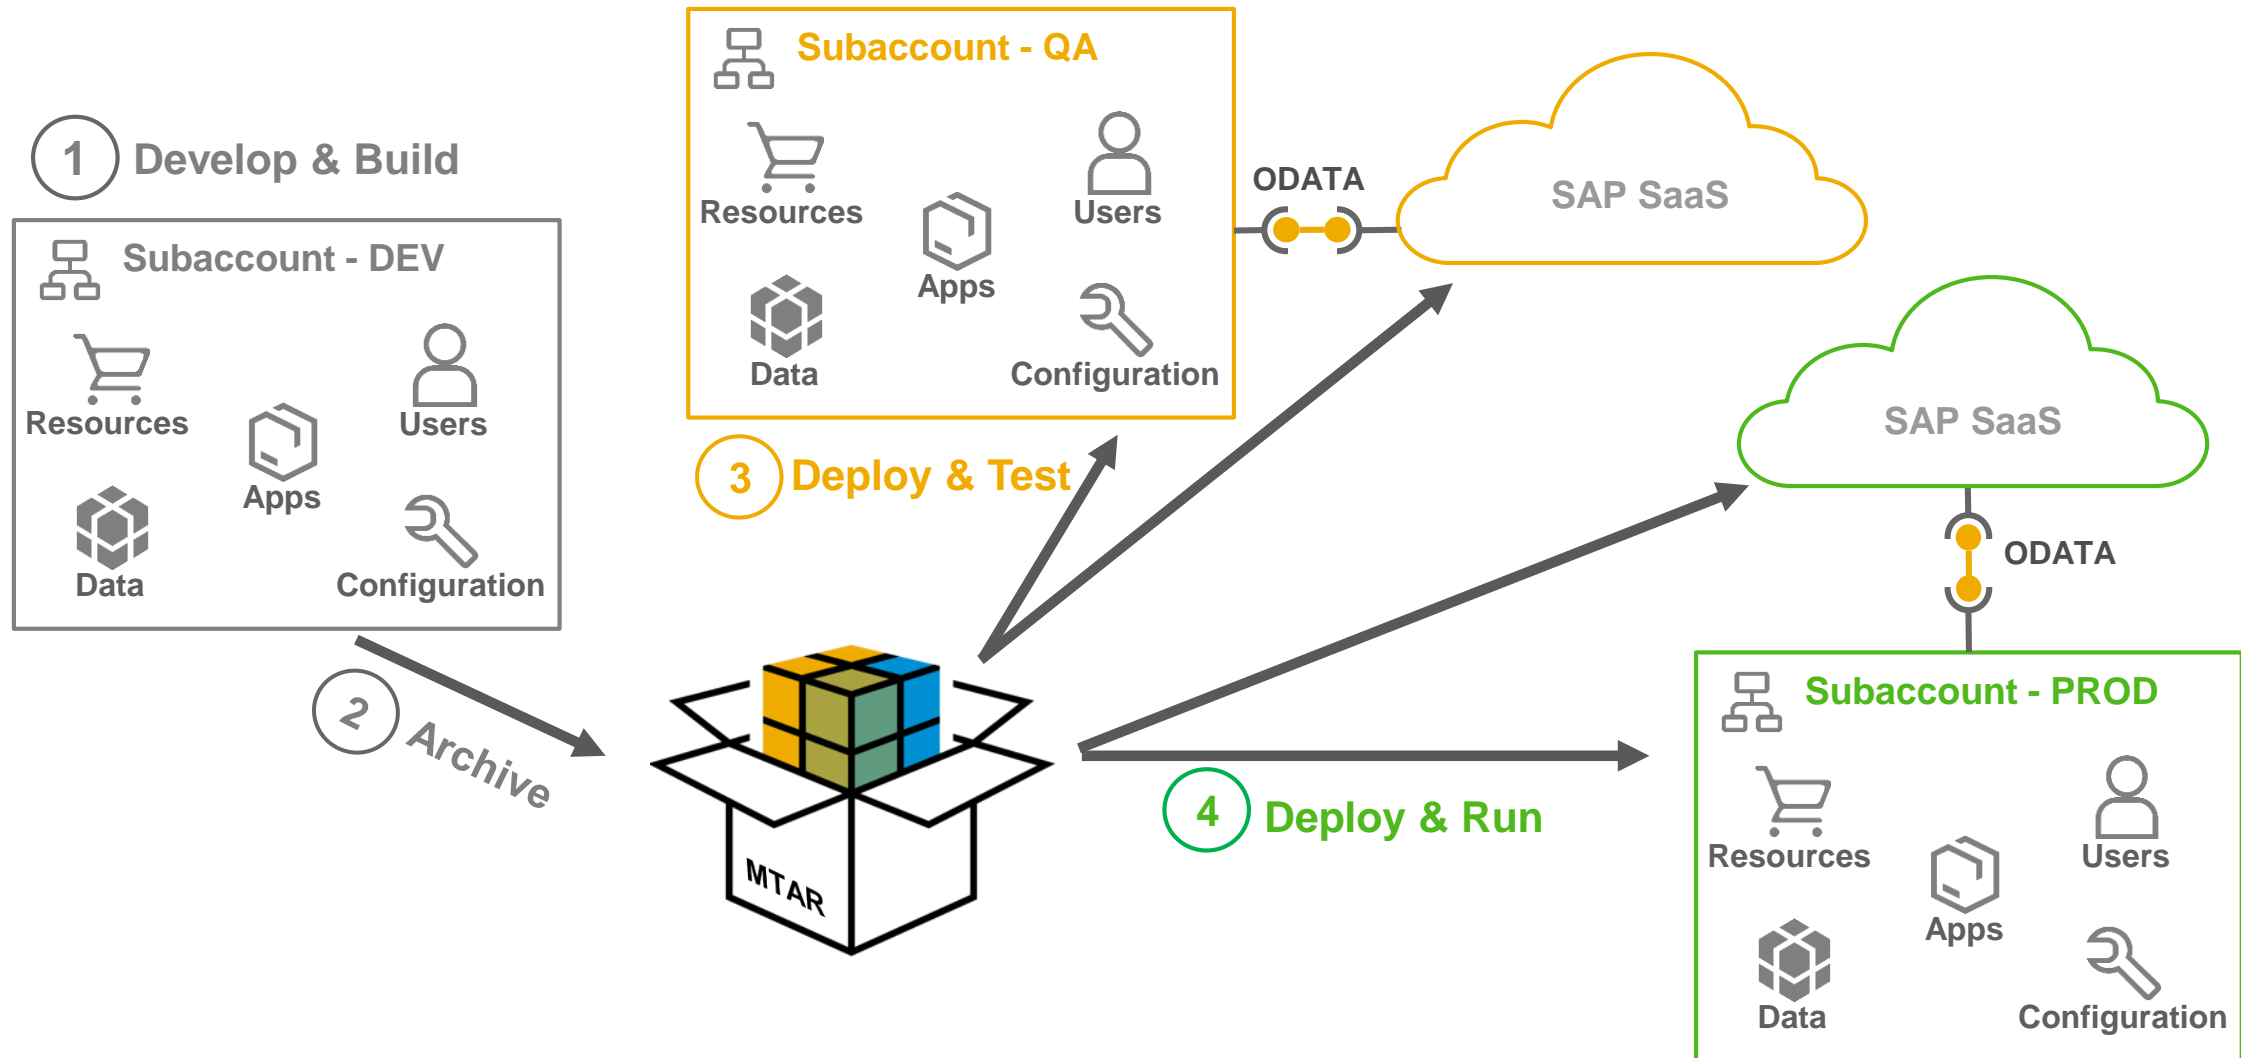 1 Develop & Build
Subaccount - DEV
Resources
Users
Apps
Data
Configuration
2 Archive
MTAR
Subaccount - QA
Resources
Users
Apps
Data
Configuration
3 Deploy & Test
ODATA
SAP SaaS
SAP SaaS
ODATA
4 Deploy & Run
Subaccount - PROD
Resources
Users
Apps
Data
Configuration